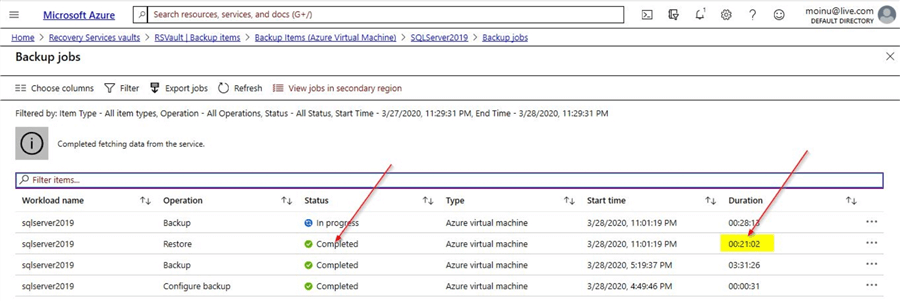 Microsoft Azure
Search resources, services, and docs (G+/)
1
moinu@live.com
DEFAULT DIRECTORY
Home > Recovery Services vaults > RSVault | Backup items > Backup Items (Azure Virtual Machine) > SQLServer2019 > Backup jobs
Backup jobs
Choose columns Filter Export jobs Refresh View jobs in secondary region
Filtered by: Item Type - All item types, Operation - All Operations, Status - All Status, Start Time - 3/27/2020, 11:29:31 PM, End Time - 3/28/2020, 11:29:31 PM
Completed fetching data from the service.
Filter items...
Workload name Operation Status Type Start time Duration
sqlserver2019 Backup In progress Azure virtual machine 3/28/2020, 11:01:19 PM 00:28:13
sqlserver2019 Restore Completed Azure virtual machine 3/28/2020, 11:01:19 PM 00:21:02
sqlserver2019 Backup Completed Azure virtual machine 3/28/2020, 5:19:37 PM 03:31:26
sqlserver2019 Configure backup Completed Azure virtual machine 3/28/2020, 4:49:46 PM 00:00:31